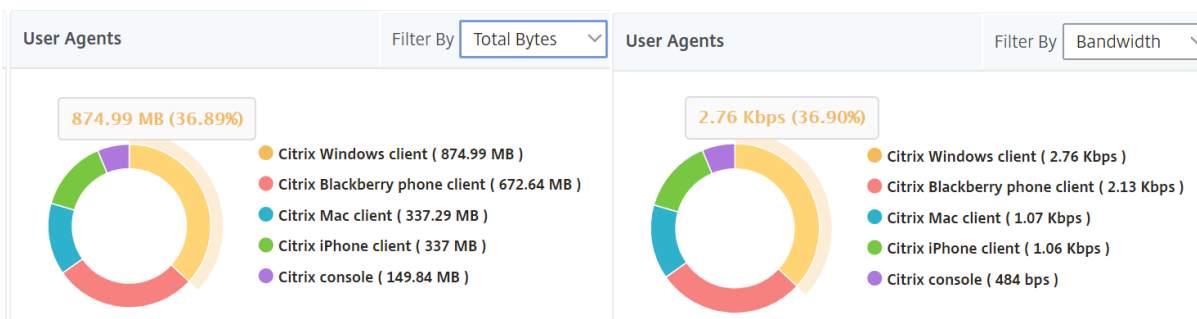 User Agents
Filter By Total Bytes
874.99 MB (36.89%)
Citrix Windows client ( 874.99 MB )
Citrix Blackberry phone client ( 672.64 MB )
Citrix Mac client ( 337.29 MB )
Citrix iPhone client ( 337 MB )
Citrix console ( 149.84 MB )
User Agents
Filter By Bandwidth
2.76 Kbps (36.90%)
Citrix Windows client ( 2.76 Kbps )
Citrix Blackberry phone client ( 2.13 Kbps )
Citrix Mac client ( 1.07 Kbps )
Citrix iPhone client ( 1.06 Kbps )
Citrix console ( 484 bps )